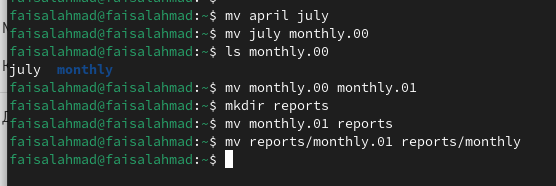 faisalahmad@faisalahmad:~$ mv april july
faisalahmad@faisalahmad:~$ mv july monthly.00
faisalahmad@faisalahmad:~$ ls monthly.00
july  monthly
faisalahmad@faisalahmad:~$ mv monthly.00 monthly.01
faisalahmad@faisalahmad:~$ mkdir reports
faisalahmad@faisalahmad:~$ mv monthly.01 reports
faisalahmad@faisalahmad:~$ mv reports/monthly.01 reports/monthly
faisalahmad@faisalahmad:~$